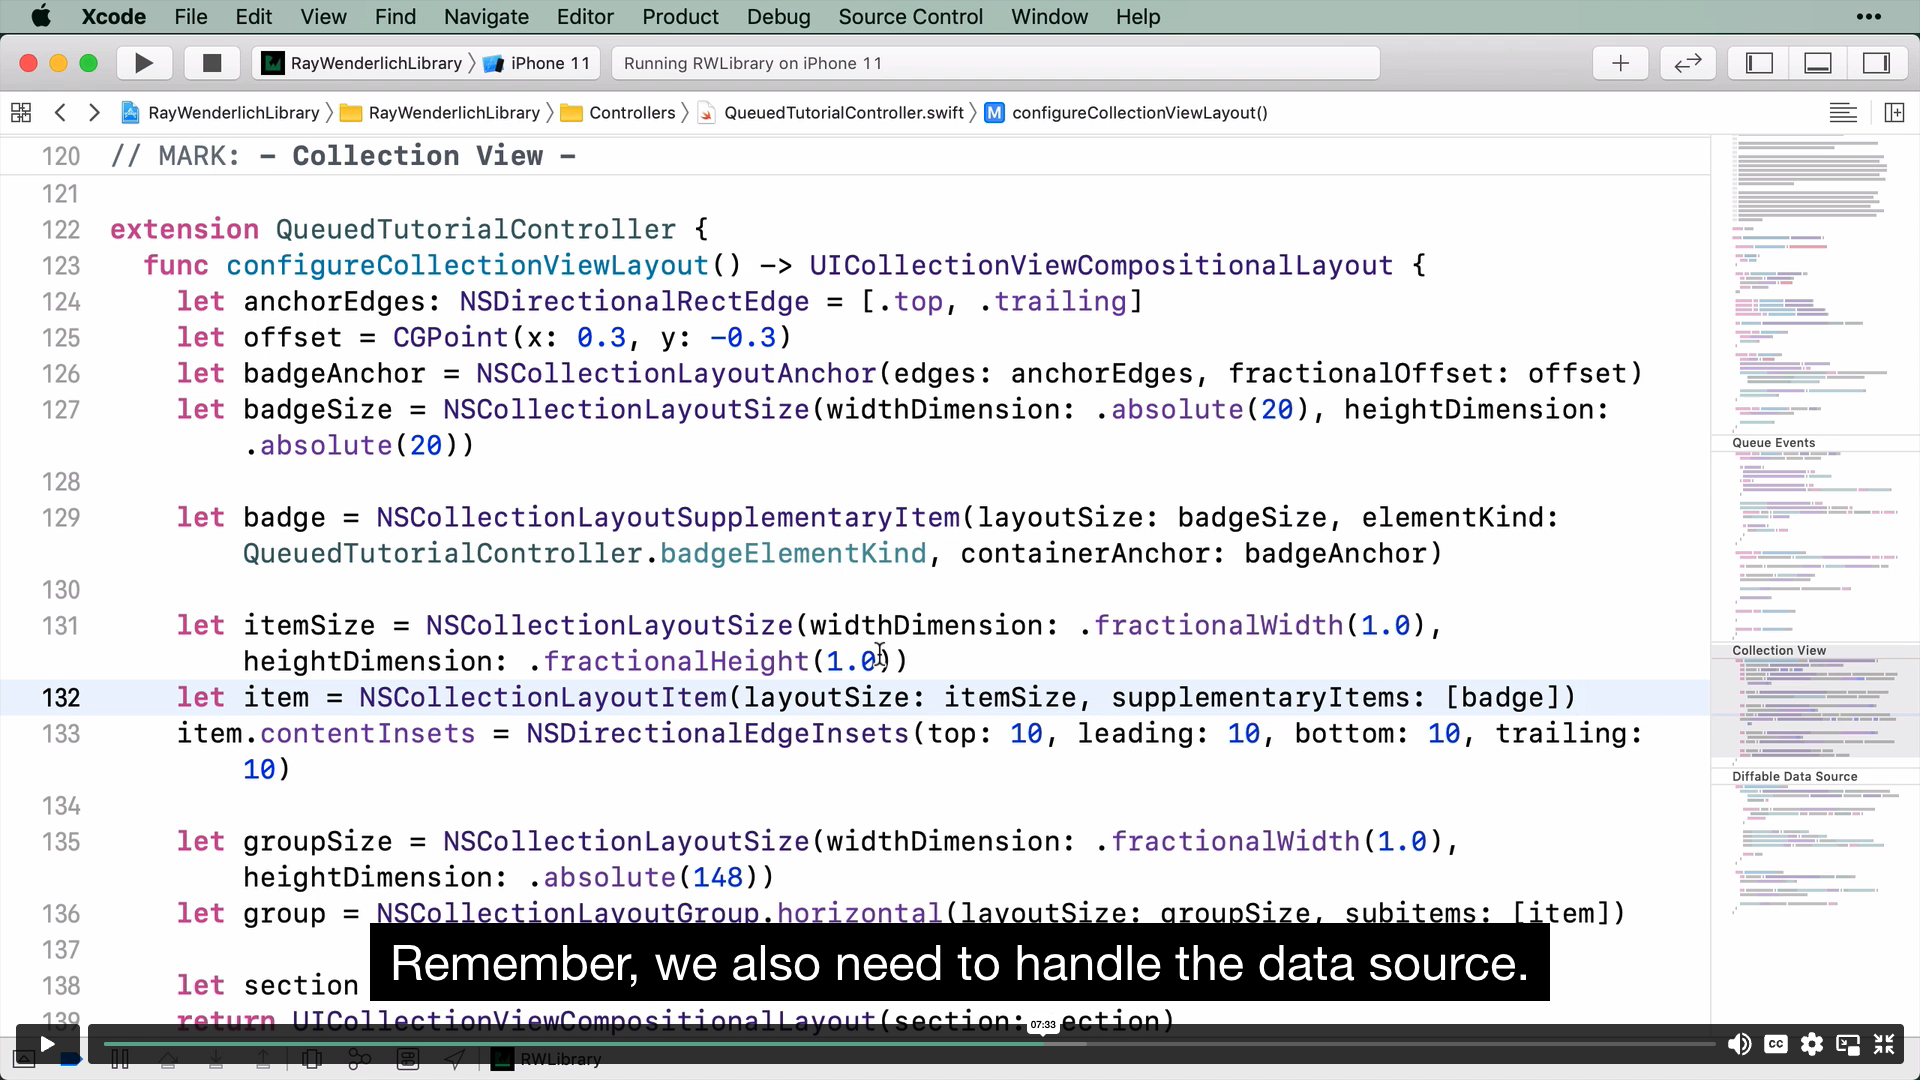 Xcode File Edit View Find Navigate Editor Product Debug Source Control Window Help
RayWenderlichLibrary iPhone 11 Running RWLibrary on iPhone 11
RayWenderlichLibrary RayWenderlichLibrary Controllers QueuedTutorialController.swift M configureCollectionViewLayout()
120 // MARK: - Collection View -
121
122 extension QueuedTutorialController {
123 func configureCollectionViewLayout() -> UICollectionViewCompositionalLayout {
124 let anchorEdges: NSDirectionalRectEdge = [.top, .trailing]
125 let offset = CGPoint(x: 0.3, y: -0.3)
126 let badgeAnchor = NSCollectionLayoutAnchor(edges: anchorEdges, fractionalOffset: offset)
127 let badgeSize = NSCollectionLayoutSize(widthDimension: .absolute(20), heightDimension:
.absolute(20))
128
129 let badge = NSCollectionLayoutSupplementaryItem(layoutSize: badgeSize, elementKind:
QueuedTutorialController.badgeElementKind, containerAnchor: badgeAnchor)
130
131 let itemSize = NSCollectionLayoutSize(widthDimension: .fractionalWidth(1.0),
heightDimension: .fractionalHeight(1.0))
132 let item = NSCollectionLayoutItem(layoutSize: itemSize, supplementaryItems: [badge])
133 item.contentInsets = NSDirectionalEdgeInsets(top: 10, leading: 10, bottom: 10, trailing:
10)
134
135 let groupSize = NSCollectionLayoutSize(widthDimension: .fractionalWidth(1.0),
heightDimension: .absolute(148))
136 let group = NSCollectionLayoutGroup.horizontal(layoutSize: groupSize, subitems: [item])
137
138 let section
139 return UICollectionViewCompositionalLayout(section: section)
Queue Events
Collection View
Diffable Data Source
Remember, we also need to handle the data source.
07:33
CC
RWLibrary